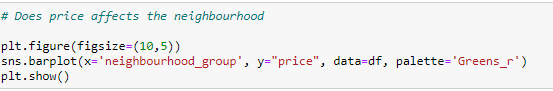 # Does price affects the neighbourhood
plt.figure(figsize=(10,5))
sns.barplot(x='neighbourhood_group', y="price", data=df, palette='Greens_r')
plt.show()